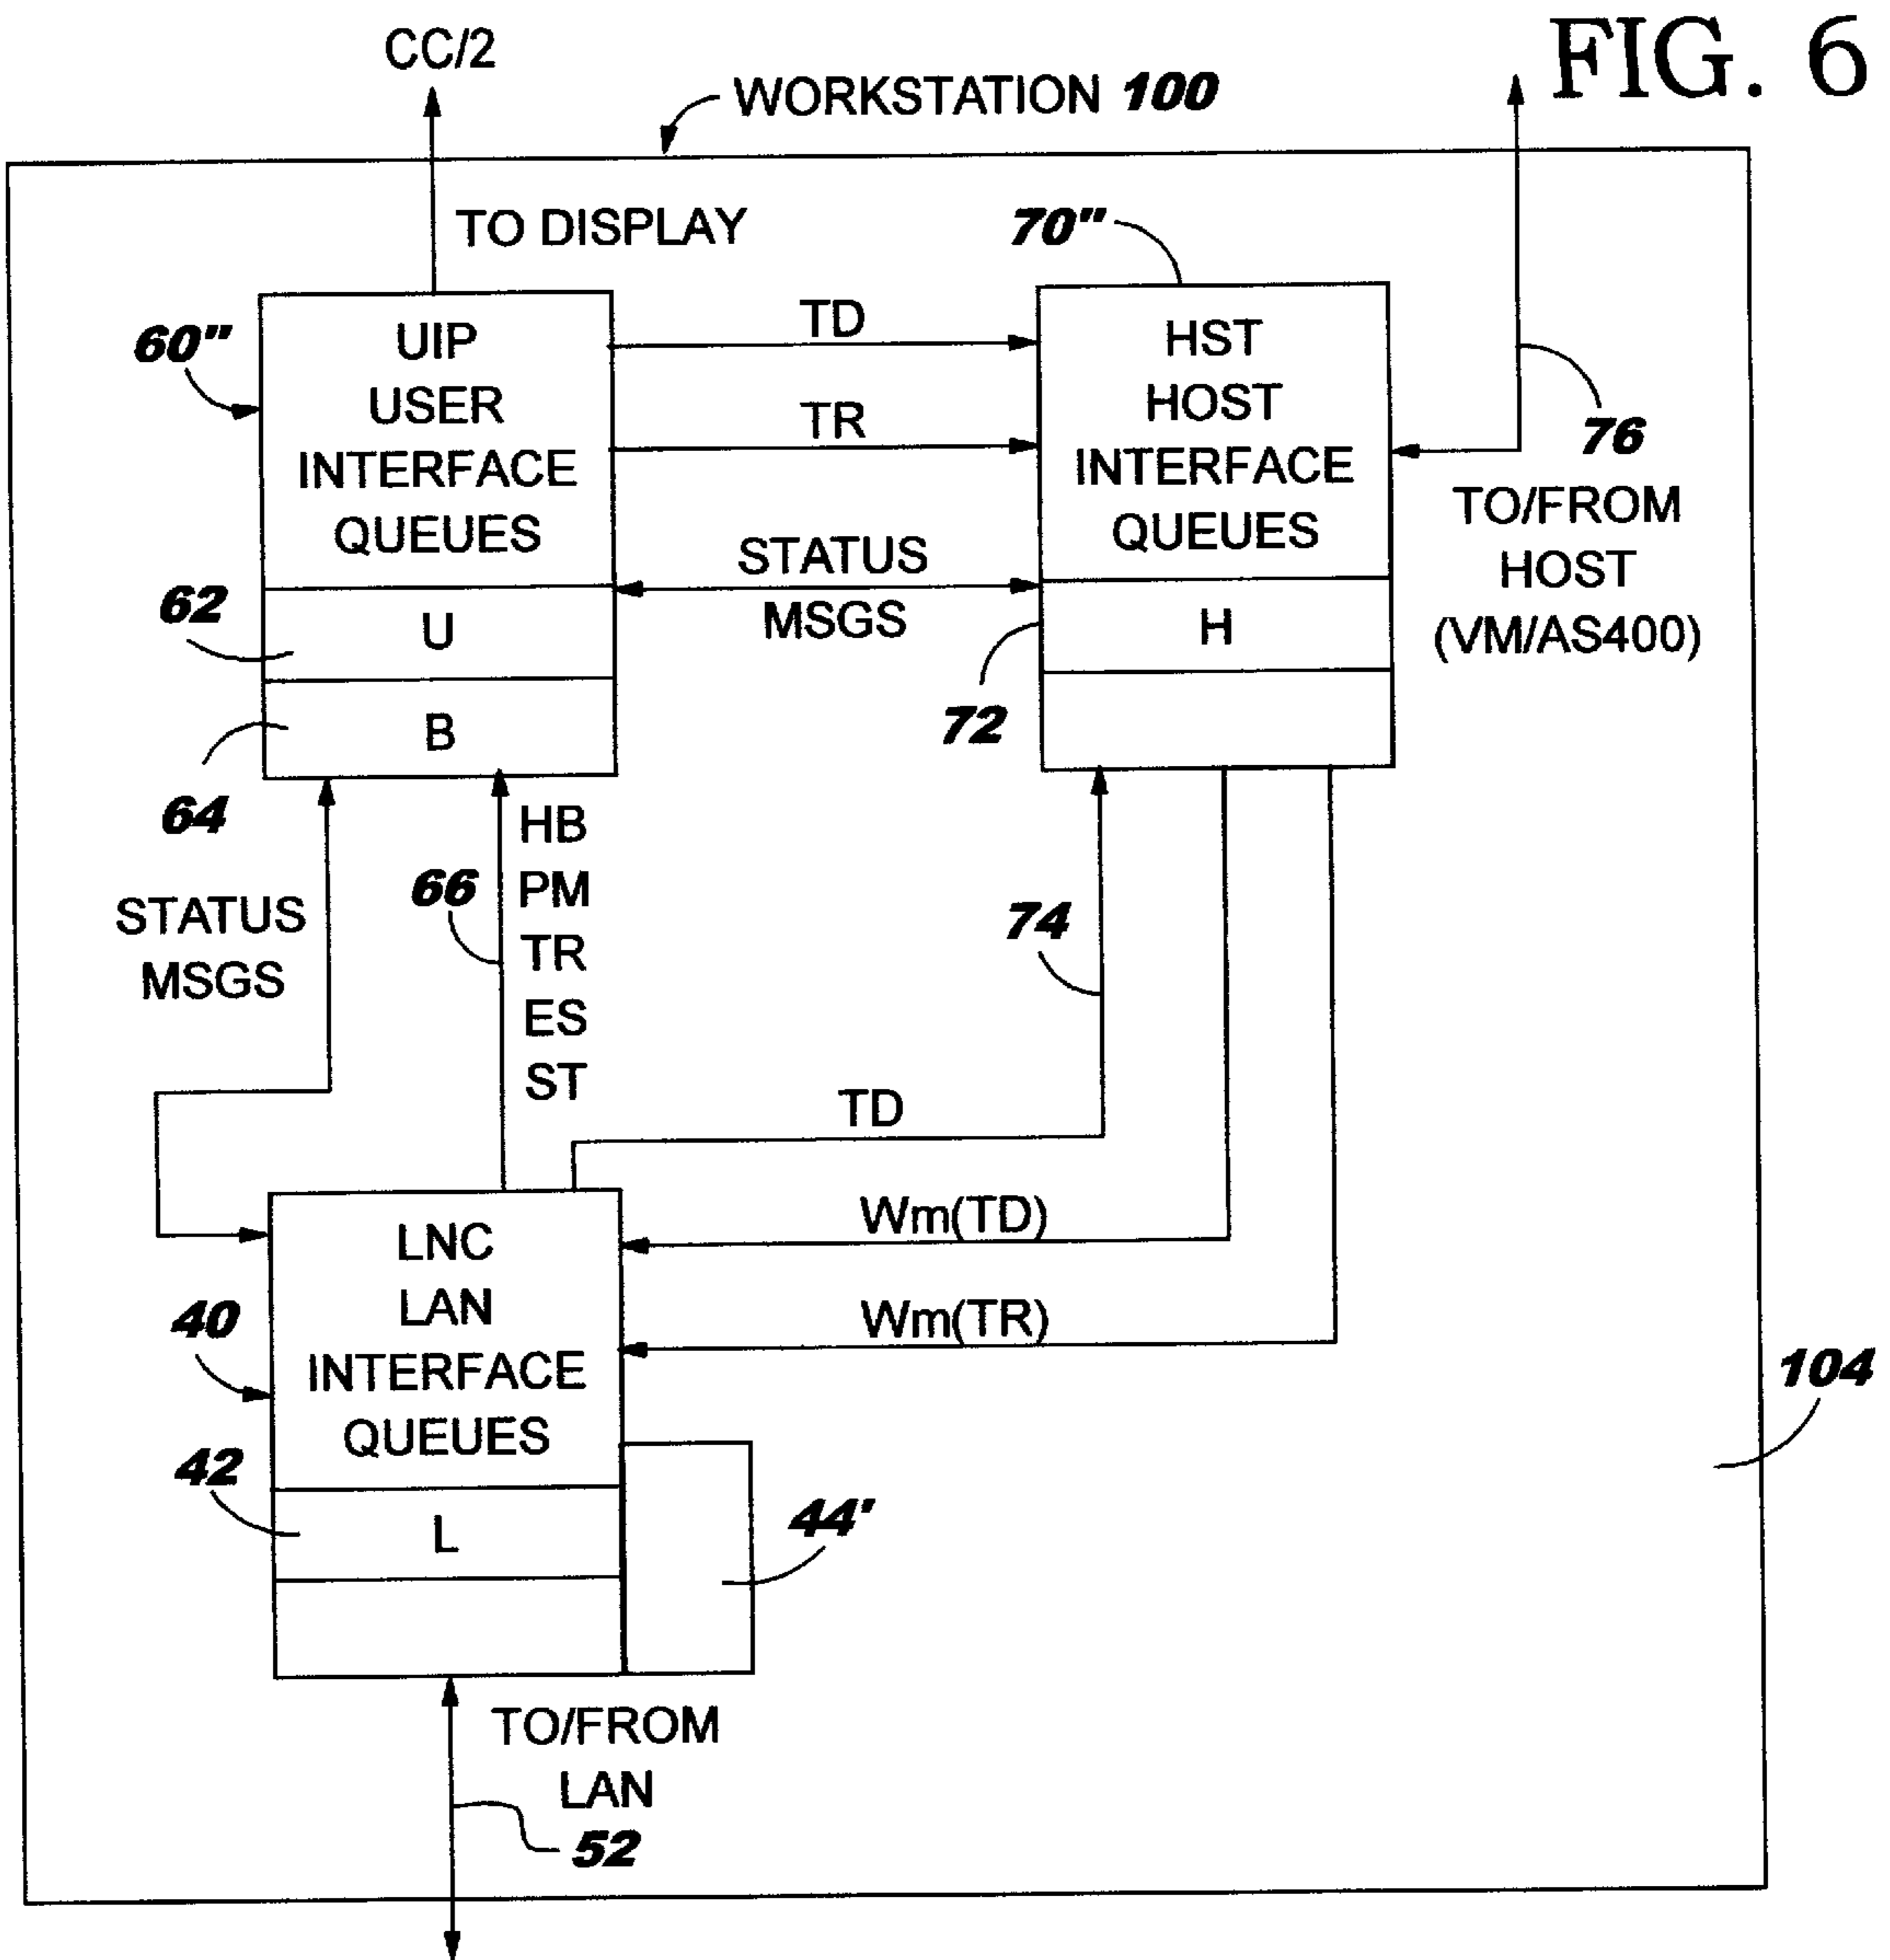 FIG. 6
CC/2
WORKSTATION 100
TO DISPLAY
70"
60"
UIP
USER
INTERFACE
QUEUES
TD
TR
HST
HOST
INTERFACE
QUEUES
76
TO/FROM
HOST
(VM/AS400)
STATUS
MSGS
62
U
H
72
B
64
HB
PM
TR
ES
ST
66
STATUS
MSGS
74
TD
LNC
LAN
INTERFACE
QUEUES
Wm(TD)
Wm(TR)
40
104
42
L
44'
TO/FROM
LAN
52